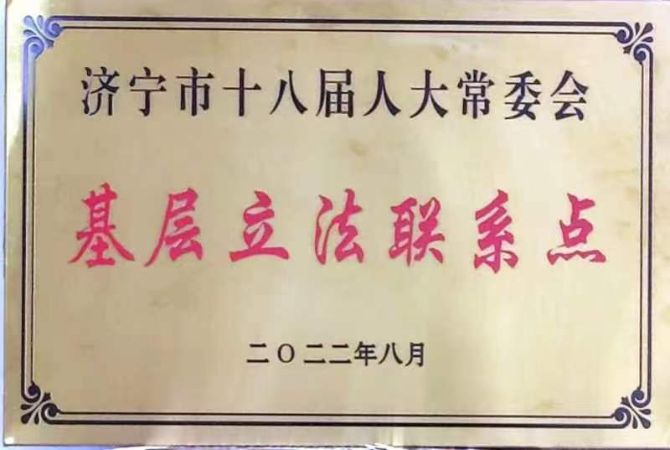 济宁市十八届人大常委会
基层立法联系点
二O二二年八月